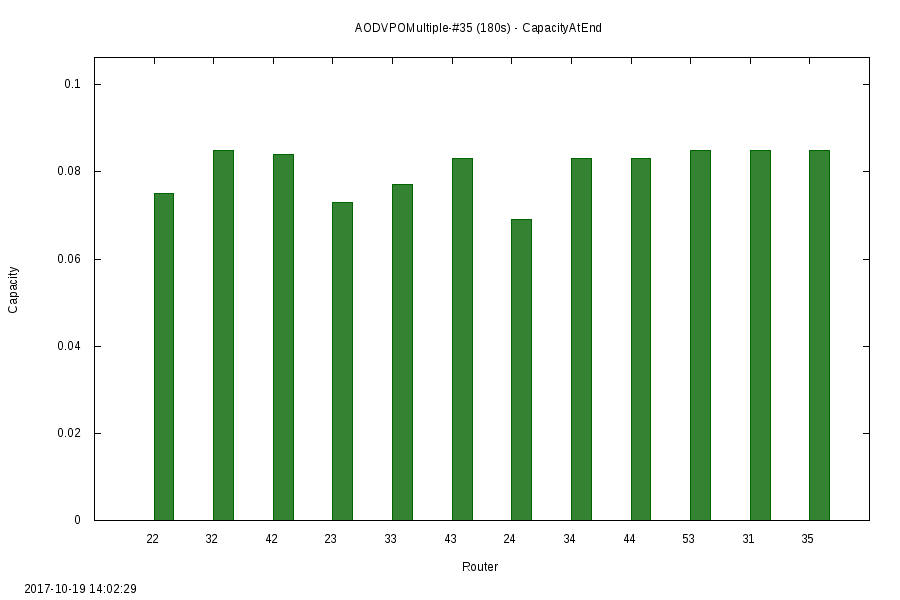 AODVPOMultiple-#35 (180s) - CapacityAtEnd
0.1
0.08
0.06
0.04
0.02
0
Capacity
22 32 42 23 33 43 24 34 44 53 31 35
Router
2017-10-19 14:02:29